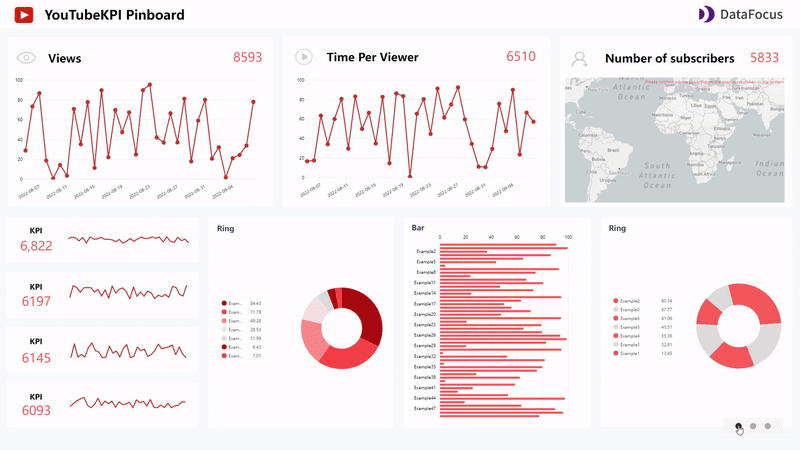 YouTubeKPI Pinboard
DataFocus
Views
8593
100
80
60
40
20
0
2022-08-07
2022-08-11
2022-08-15
2022-08-19
2022-08-23
2022-08-27
2022-08-31
2022-09-04
Time Per Viewer
6510
100
80
60
40
20
0
2022-08-07
2022-08-11
2022-08-15
2022-08-19
2022-08-23
2022-08-27
2022-08-31
2022-09-04
Number of subscribers
5833
North
Atlantic
Ocean
South
Atlantic
Ocean
Indian
KPI
6,822
KPI
6197
KPI
6145
KPI
6093
Ring
Exam...
84.43
Exam...
71.78
Exam...
49.28
Exam...
28.53
Exam...
11.99
Exam...
8.43
Exam...
7.01
Bar
0
20
40
60
80
100
Example2
Example5
Example8
Example11
Example14
Example17
Example20
Example23
Example26
Example29
Example32
Example35
Example38
Example41
Example44
Example47
Ring
Example2
80.34
Example0
67.77
Example6
61.06
Example5
45.51
Example4
35.36
Example3
32.81
Example1
12.45